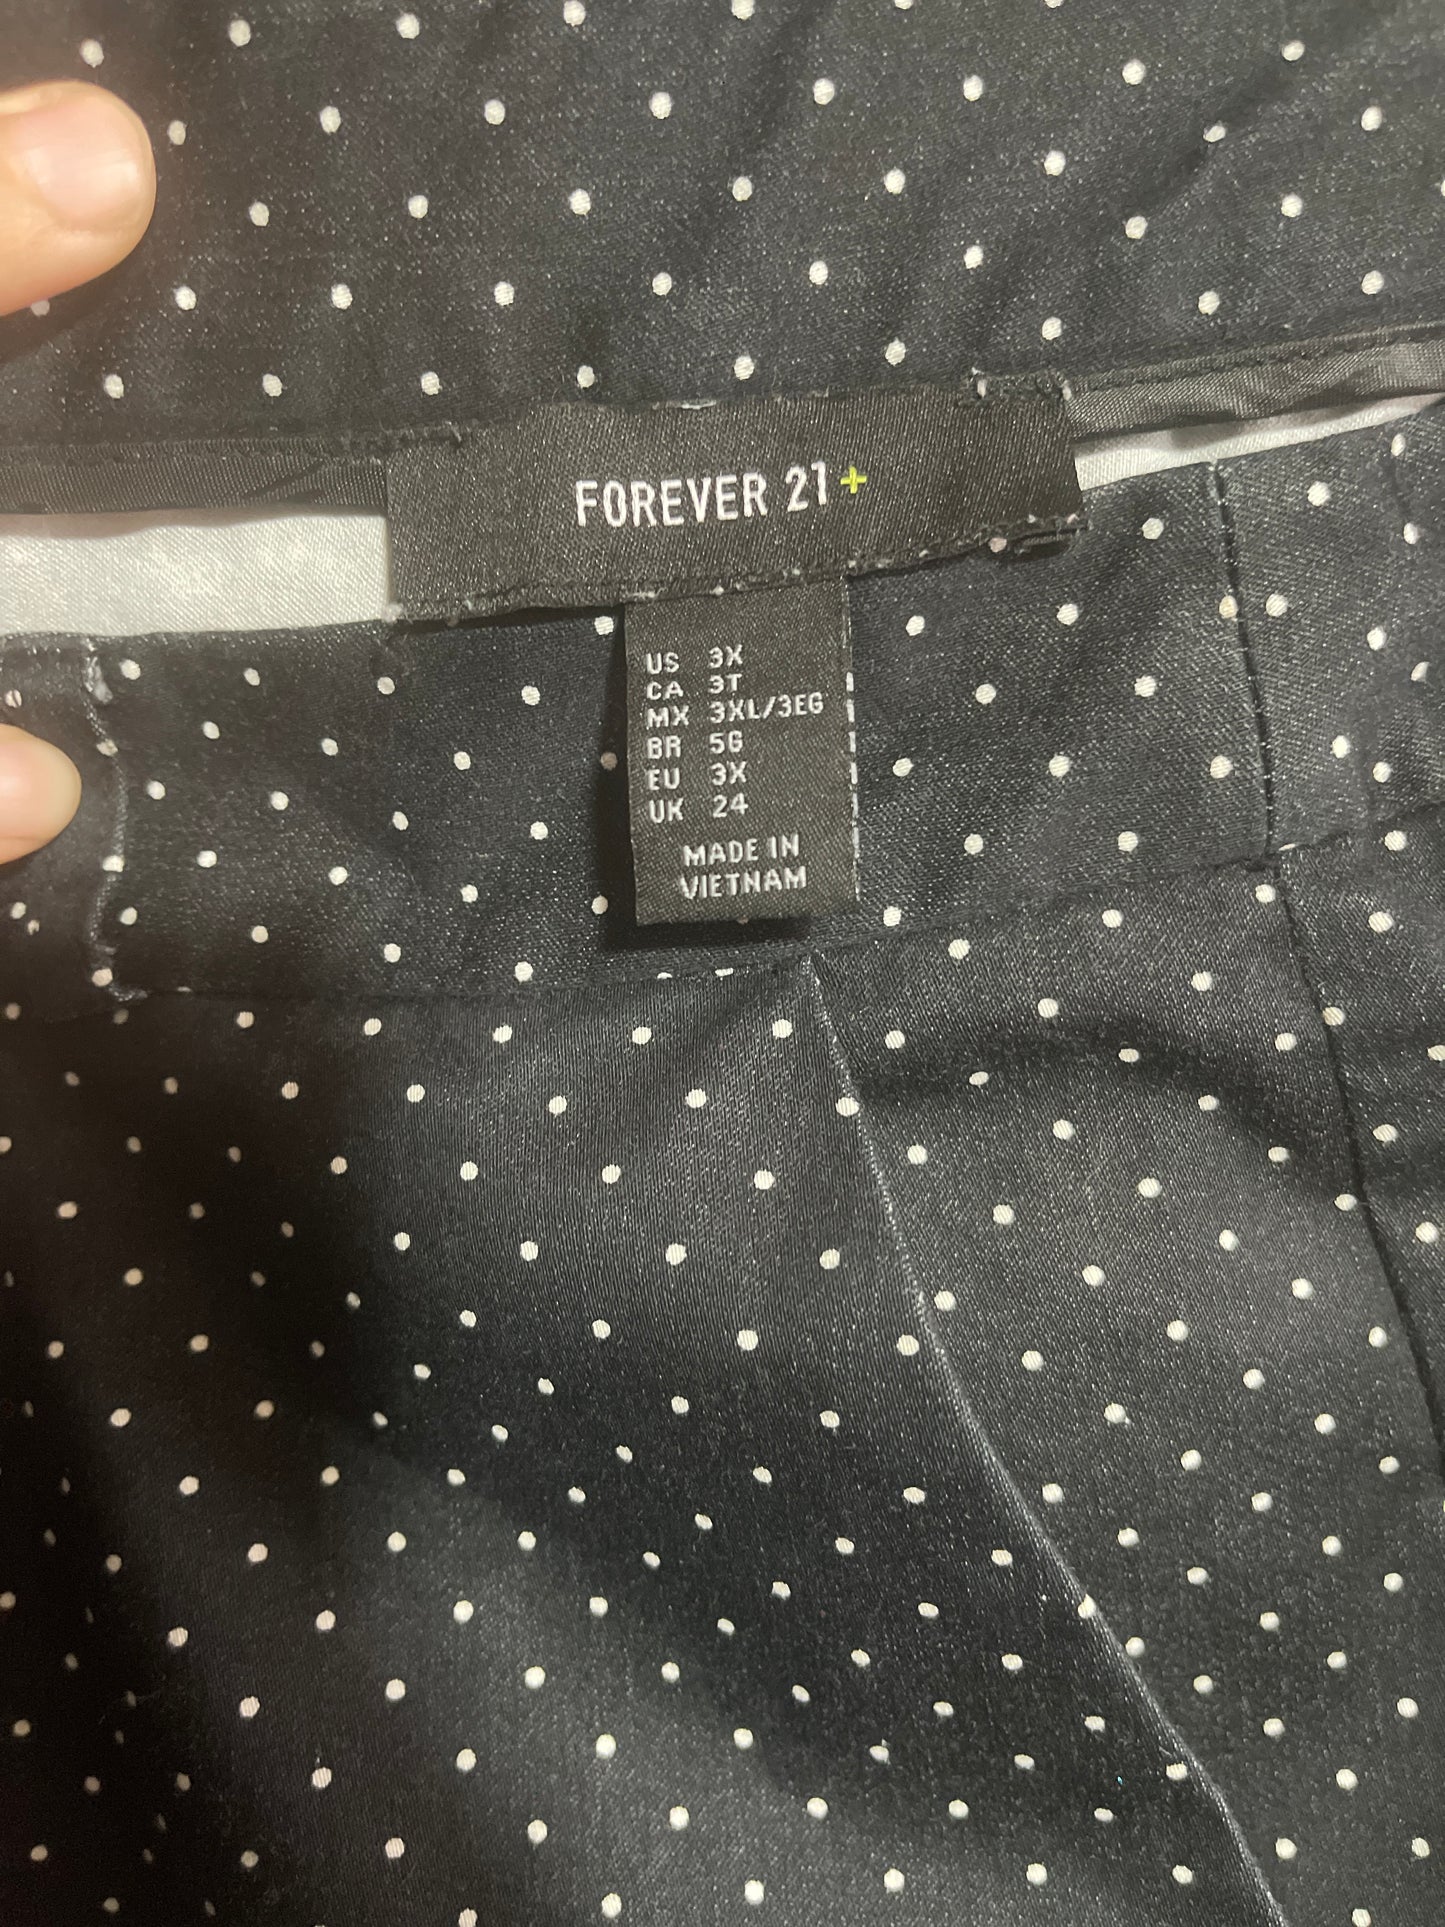 FOREVER 21+
US 3X
CA 3T
MX 3XL/3EG
BR 5G
EU 3X
UK 24
MADE IN
VIETNAM